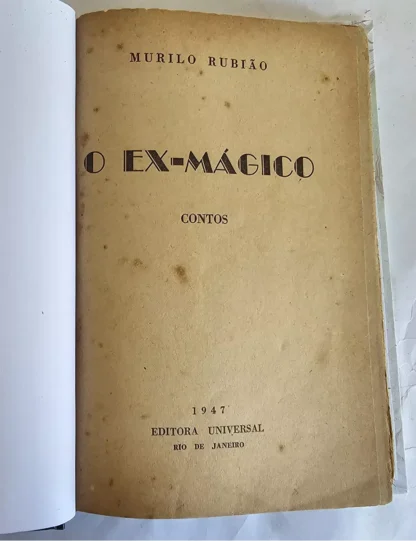 MURILO RUBIÃO
O EX-MÁGICO
CONTOS
1947
EDITORA UNIVERSAL
RIO DE JANEIRO